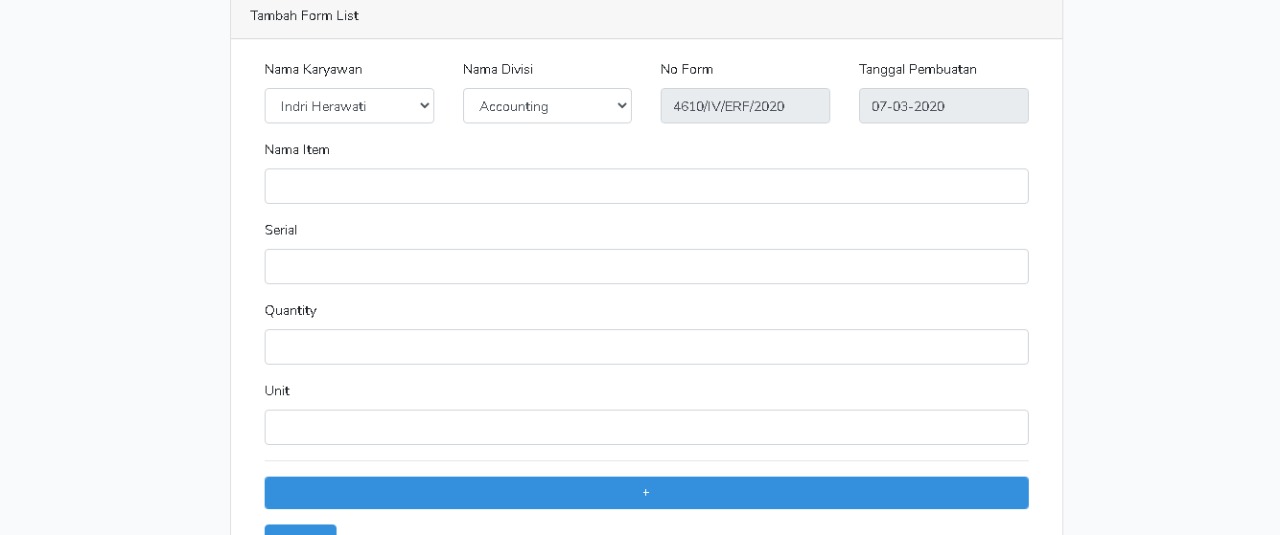 Tambah Form List
Nama Karyawan Nama Divisi No Form Tanggal Pembuatan
Indri Herawati Accounting 4610/IV/ERF/2020 07-03-2020
Nama Item
Serial
Quantity
Unit
+